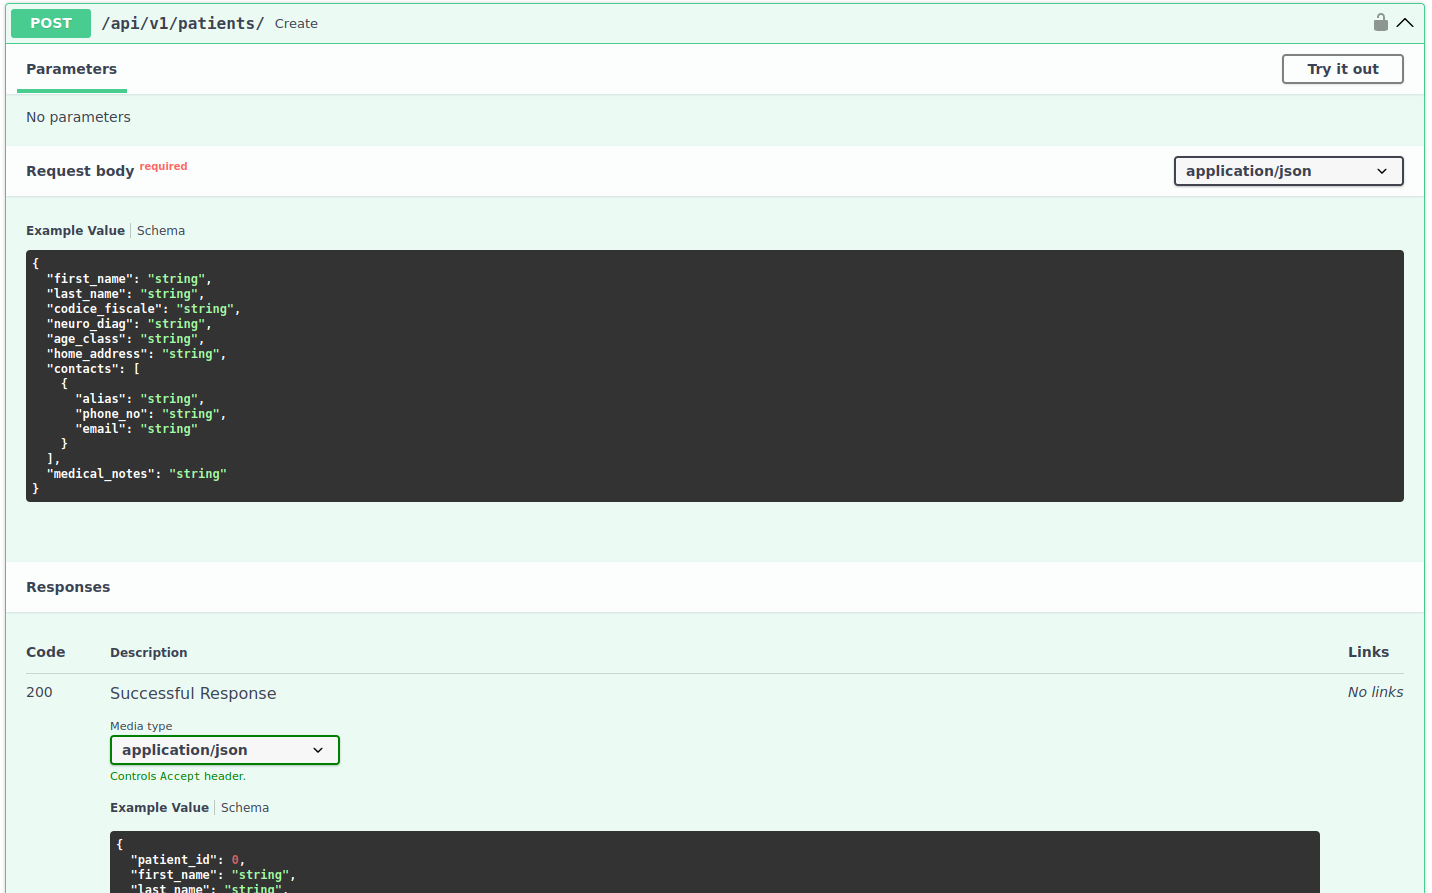 POST /api/v1/patients/ Create
Parameters
Try it out
No parameters
Request body required
application/json
Example Value Schema
{
  "first_name": "string",
  "last_name": "string",
  "codice_fiscale": "string",
  "neuro_diag": "string",
  "age_class": "string",
  "home_address": "string",
  "contacts": [
    {
      "alias": "string",
      "phone_no": "string",
      "email": "string"
    }
  ],
  "medical_notes": "string"
}
Responses
Code Description Links
200 Successful Response No links
Media type
application/json
Controls Accept header.
Example Value Schema
{
  "patient_id": 0,
  "first_name": "string",
  "last_name": "string",